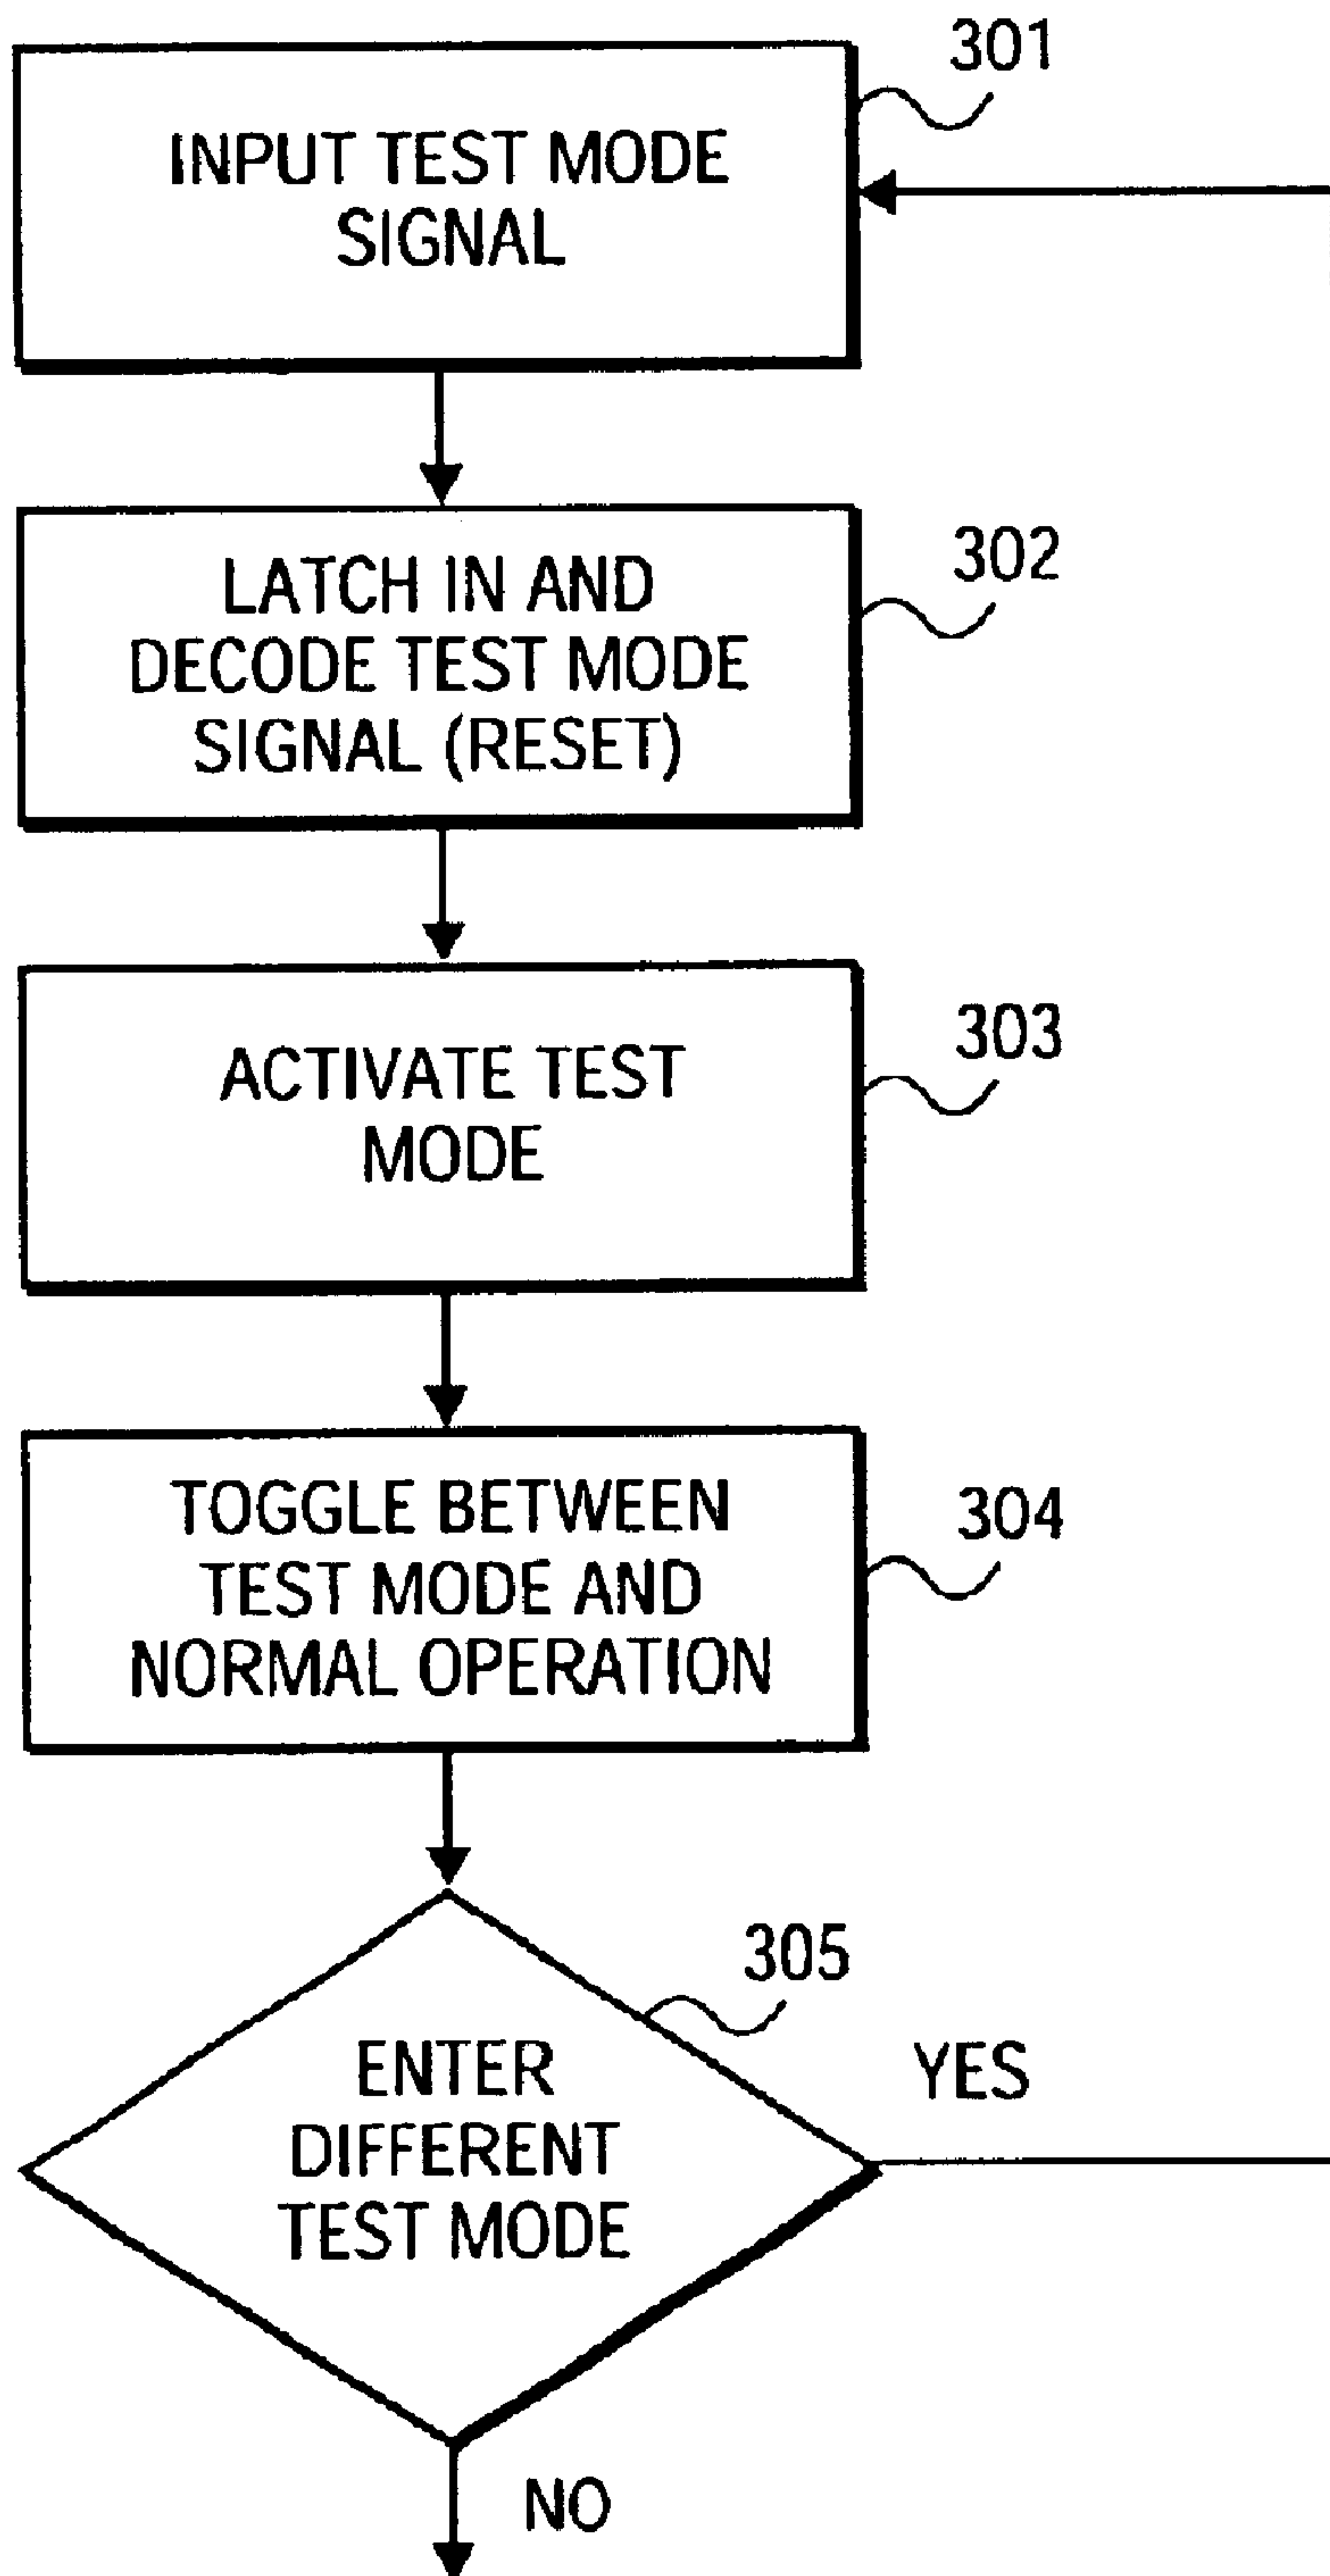 301
INPUT TEST MODE
SIGNAL
302
LATCH IN AND
DECODE TEST MODE
SIGNAL (RESET)
303
ACTIVATE TEST
MODE
304
TOGGLE BETWEEN
TEST MODE AND
NORMAL OPERATION
305
ENTER
DIFFERENT
TEST MODE
YES
NO